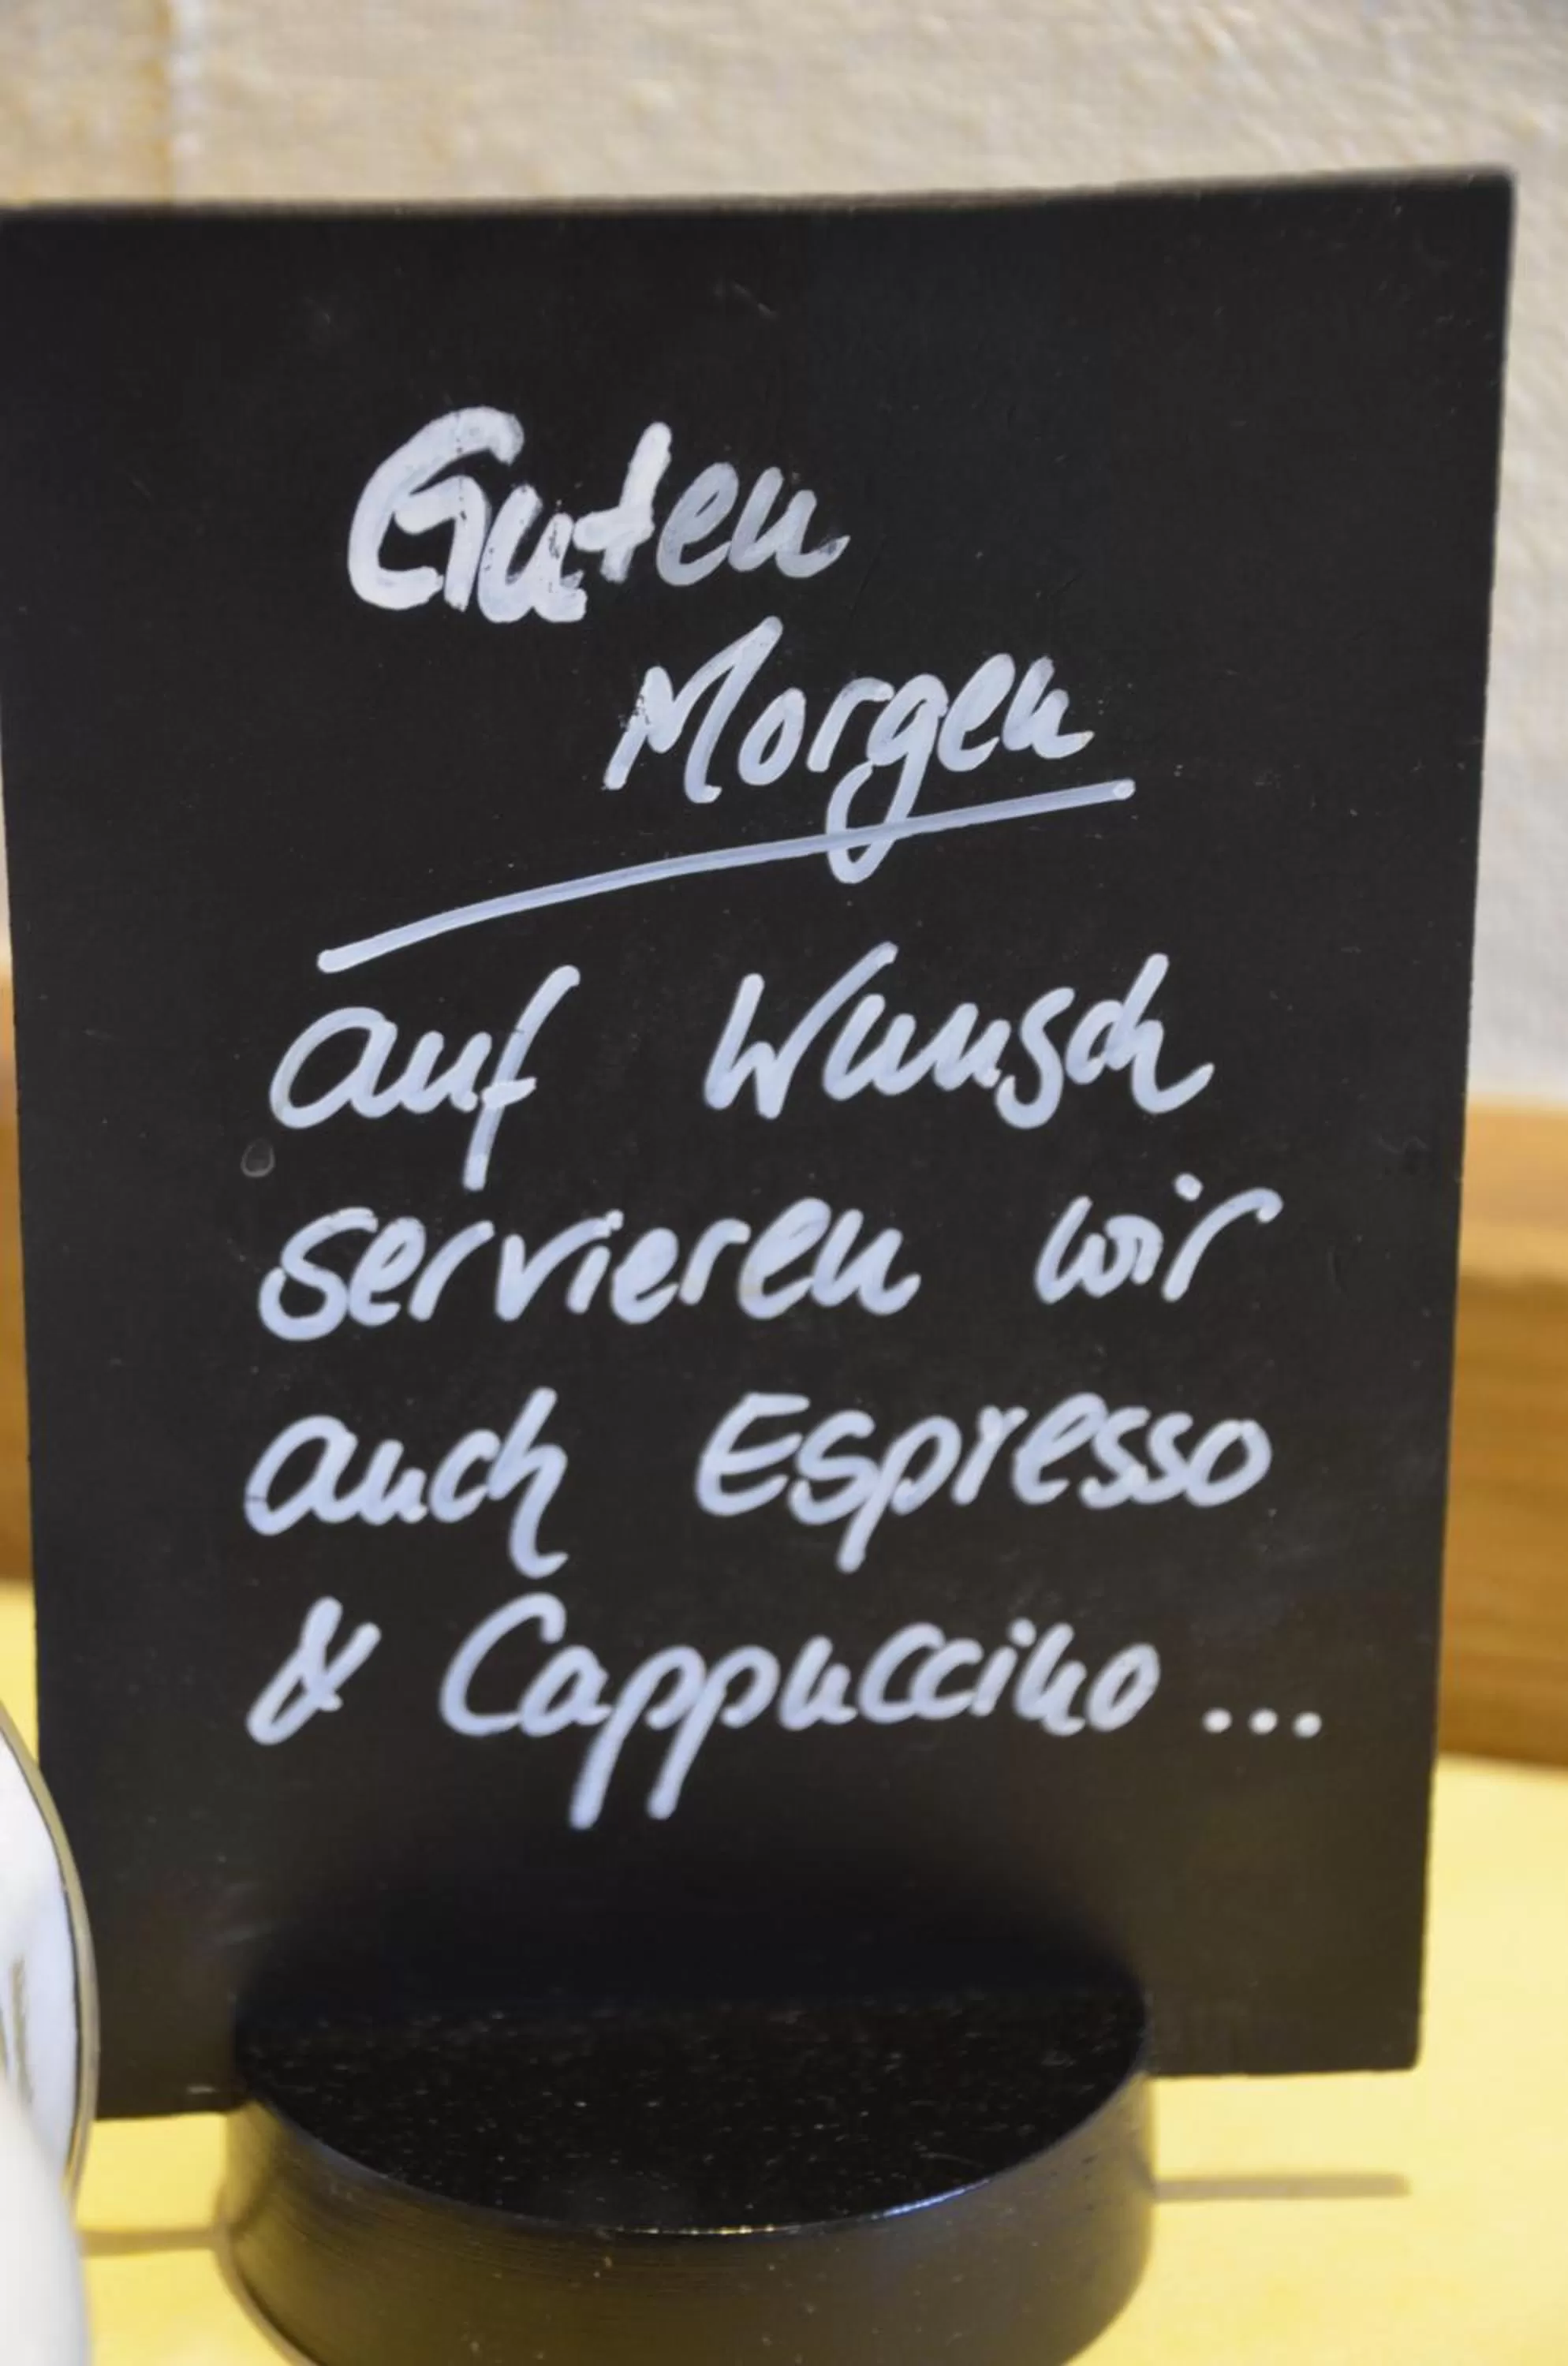 Guten
Morgen
auf Wunsch
servieren wir
auch Espresso
& Cappuccino ...